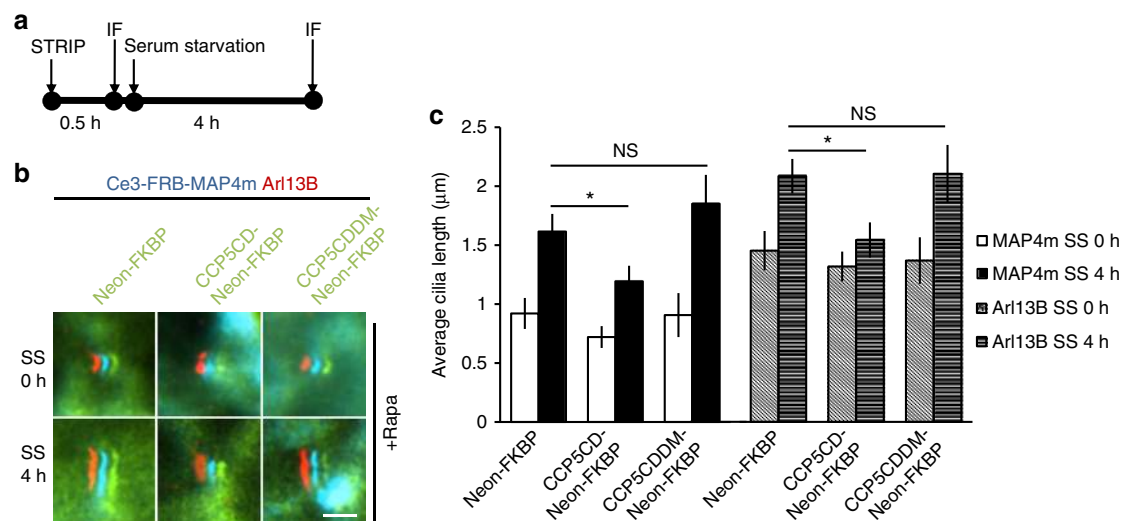 a
STRIP
IF
Serum starvation
IF
0.5 h
4 h
b
Ce3-FRB-MAP4m Arl13B
Neon-FKBP
CCP5CD-
Neon-FKBP
CCP5CDDM-
Neon-FKBP
SS
0 h
SS
4 h
+Rapa
c
Average cilia length (μm)
2.5
2
1.5
1
0.5
0
NS
*
NS
*
Neon-FKBP
CCP5CD-
Neon-FKBP
CCP5CDDM-
Neon-FKBP
Neon-FKBP
CCP5CD-
Neon-FKBP
CCP5CDDM-
Neon-FKBP
MAP4m SS 0 h
MAP4m SS 4 h
Arl13B SS 0 h
Arl13B SS 4 h